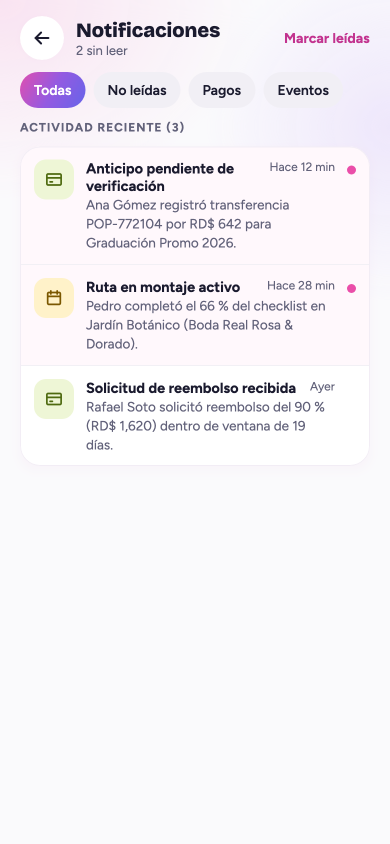 Notificaciones
2 sin leer
Marcar leídas
Todas
No leídas
Pagos
Eventos
ACTIVIDAD RECIENTE (3)
Anticipo pendiente de
verificación
Hace 12 min
Ana Gómez registró transferencia
POP-772104 por RD$ 642 para
Graduación Promo 2026.
Ruta en montaje activo
Hace 28 min
Pedro completó el 66 % del checklist en
Jardín Botánico (Boda Real Rosa &
Dorado).
Solicitud de reembolso recibida
Ayer
Rafael Soto solicitó reembolso del 90 %
(RD$ 1,620) dentro de ventana de 19
días.